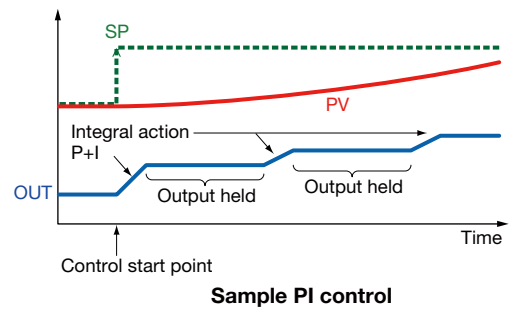 SP
PV
Integral action
P+I
OUT
Output held
Output held
Time
Control start point
Sample PI control